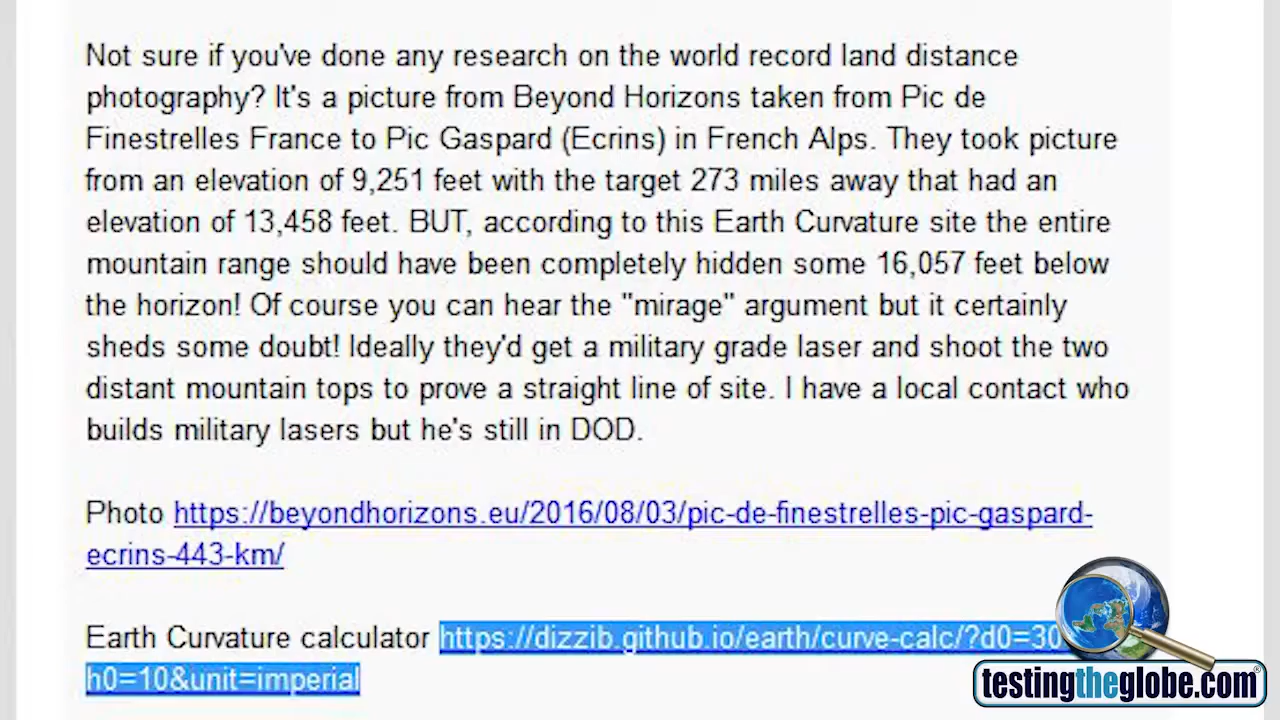 Not sure if you've done any research on the world record land distance
photography? It's a picture from Beyond Horizons taken from Pic de
Finestrelles France to Pic Gaspard (Ecrins) in French Alps. They took picture
from an elevation of 9,251 feet with the target 273 miles away that had an
elevation of 13,458 feet. BUT, according to this Earth Curvature site the entire
mountain range should have been completely hidden some 16,057 feet below
the horizon! Of course you can hear the "mirage" argument but it certainly
sheds some doubt! Ideally they'd get a military grade laser and shoot the two
distant mountain tops to prove a straight line of site. I have a local contact who
builds military lasers but he's still in DOD.
Photo https://beyondhorizons.eu/2016/08/03/pic-de-finestrelles-pic-gaspard-
ecrins-443-km/
Earth Curvature calculator https://dizzib.github.io/earth/curve-calc/?d0=30
h0=10&unit=imperial
testingtheglobe.com®